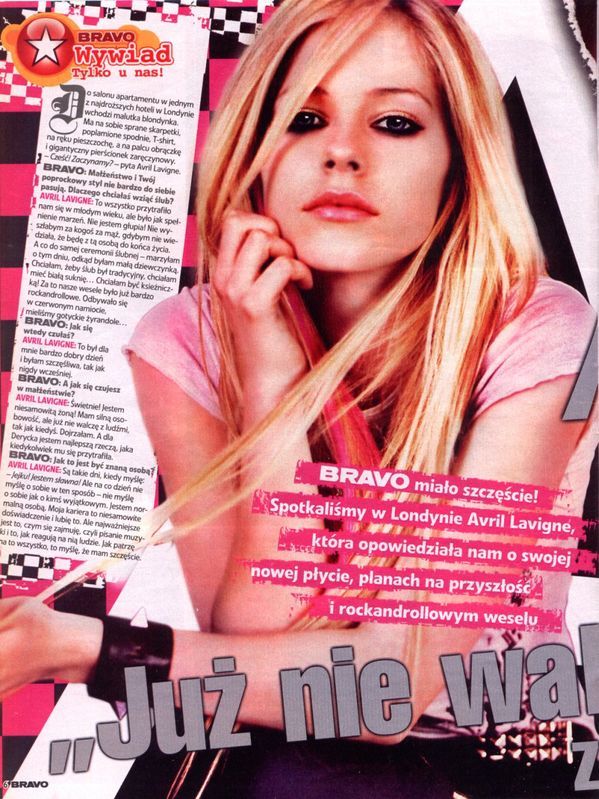 BRAVO
Wywiad
Tylko u nas!
Do salonu apartamentu w jednym
z najdroższych hoteli w Londynie
wchodzi malutka blondynka.
Ma na sobie sprane skarpetki,
poplamione spodnie, T-shirt,
na ręku pieszczochę, a na palcu obrączkę
i gigantyczny pierścionek zaręczynowy.
– Cześć! Zaczynamy? – pyta Avril Lavigne.
BRAVO: Małżeństwo i Twój
poprockowy styl nie bardzo do siebie
pasują. Dlaczego chciałaś wziąć ślub?
AVRIL LAVIGNE: To wszystko przytrafiło
nam się w młodym wieku, ale było jak speł-
nienie marzeń. Nie jestem głupia! Nie wy-
szłabym za kogoś za mąż, gdybym nie wie-
działa, że będę z tą osobą do końca życia.
A co do samej ceremonii ślubnej – marzyłam
o tym dniu, odkąd byłam małą dziewczynką.
Chciałam, żeby ślub był tradycyjny, chciałam
mieć białą suknię... Chciałam być księżnicz-
ką! Za to nasze wesele było już bardzo
rockandrollowe. Odbywało się
w czerwonym namiocie,
mieliśmy gotyckie żyrandole...
BRAVO: Jak się
wtedy czułaś?
AVRIL LAVIGNE: To był dla
mnie bardzo dobry dzień
i byłam szczęśliwa, tak jak
nigdy wcześniej.
BRAVO: A jak się czujesz
w małżeństwie?
AVRIL LAVIGNE: Świetnie! Jestem
niesamowitą żoną! Mam silną oso-
bowość, ale już nie walczę z ludźmi,
tak jak kiedyś. Dojrzałam. A dla
Derycka jestem najlepszą rzeczą, jaka
kiedykolwiek mu się przytrafiła.
BRAVO: Jak to jest być znaną osobą?
AVRIL LAVIGNE: Są takie dni, kiedy myślę:
– Jejku! Jestem sławna! Ale na co dzień nie
myślę o sobie w ten sposób – nie myślę
o sobie jak o kimś wyjątkowym. Jestem nor-
malną osobą. Moja kariera to niesamowite
doświadczenie i lubię to. Ale najważniejsze
jest to, czym się zajmuję, czyli pisanie muzy-
ki i to, jak reagują na nią ludzie. Jak patrzę
na to wszystko, to myślę, że mam szczęście.
BRAVO miało szczęście!
Spotkaliśmy w Londynie Avril Lavigne,
która opowiedziała nam o swojej
nowej płycie, planach na przyszłość
i rockandrollowym weselu
„Już nie wal
z
6 BRAVO